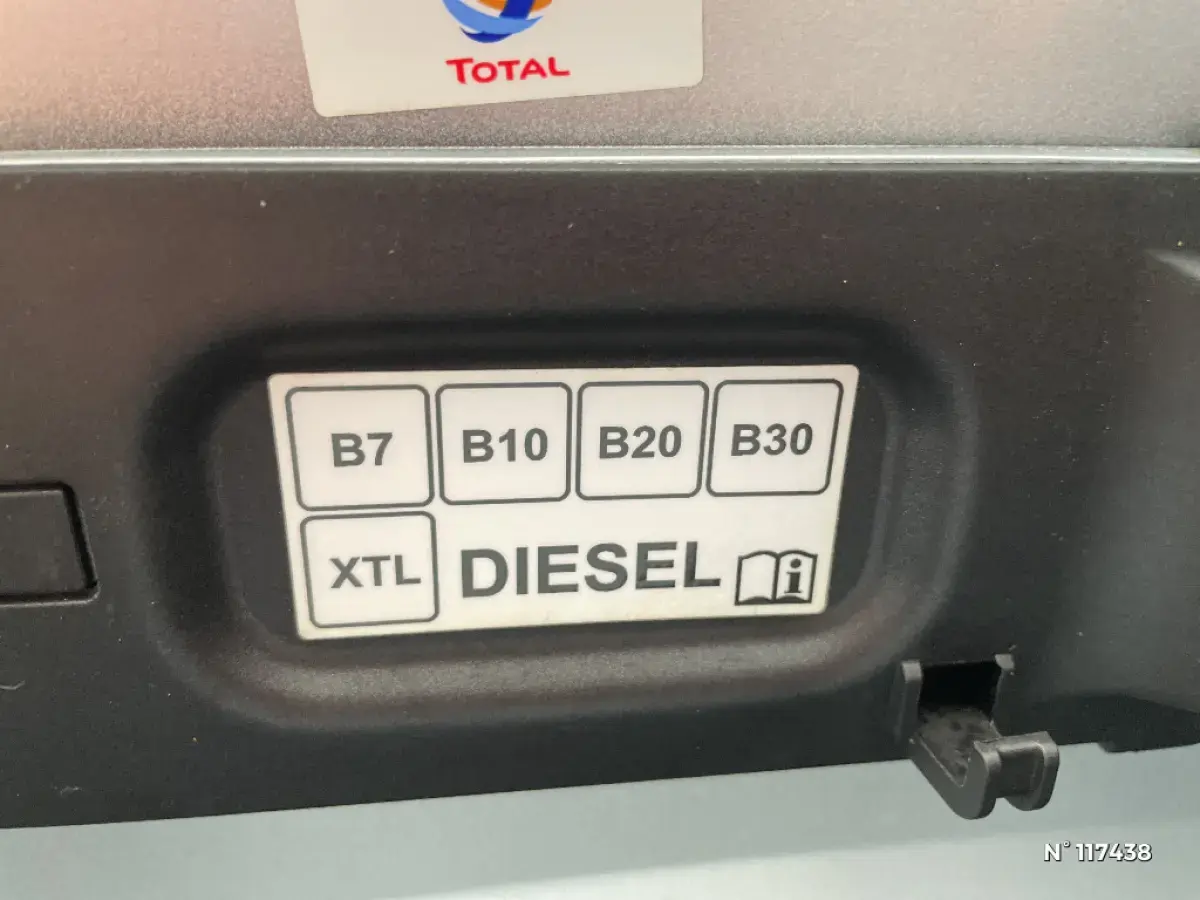 TOTAL
B7 B10 B20 B30
XTL DIESEL
N° 117438